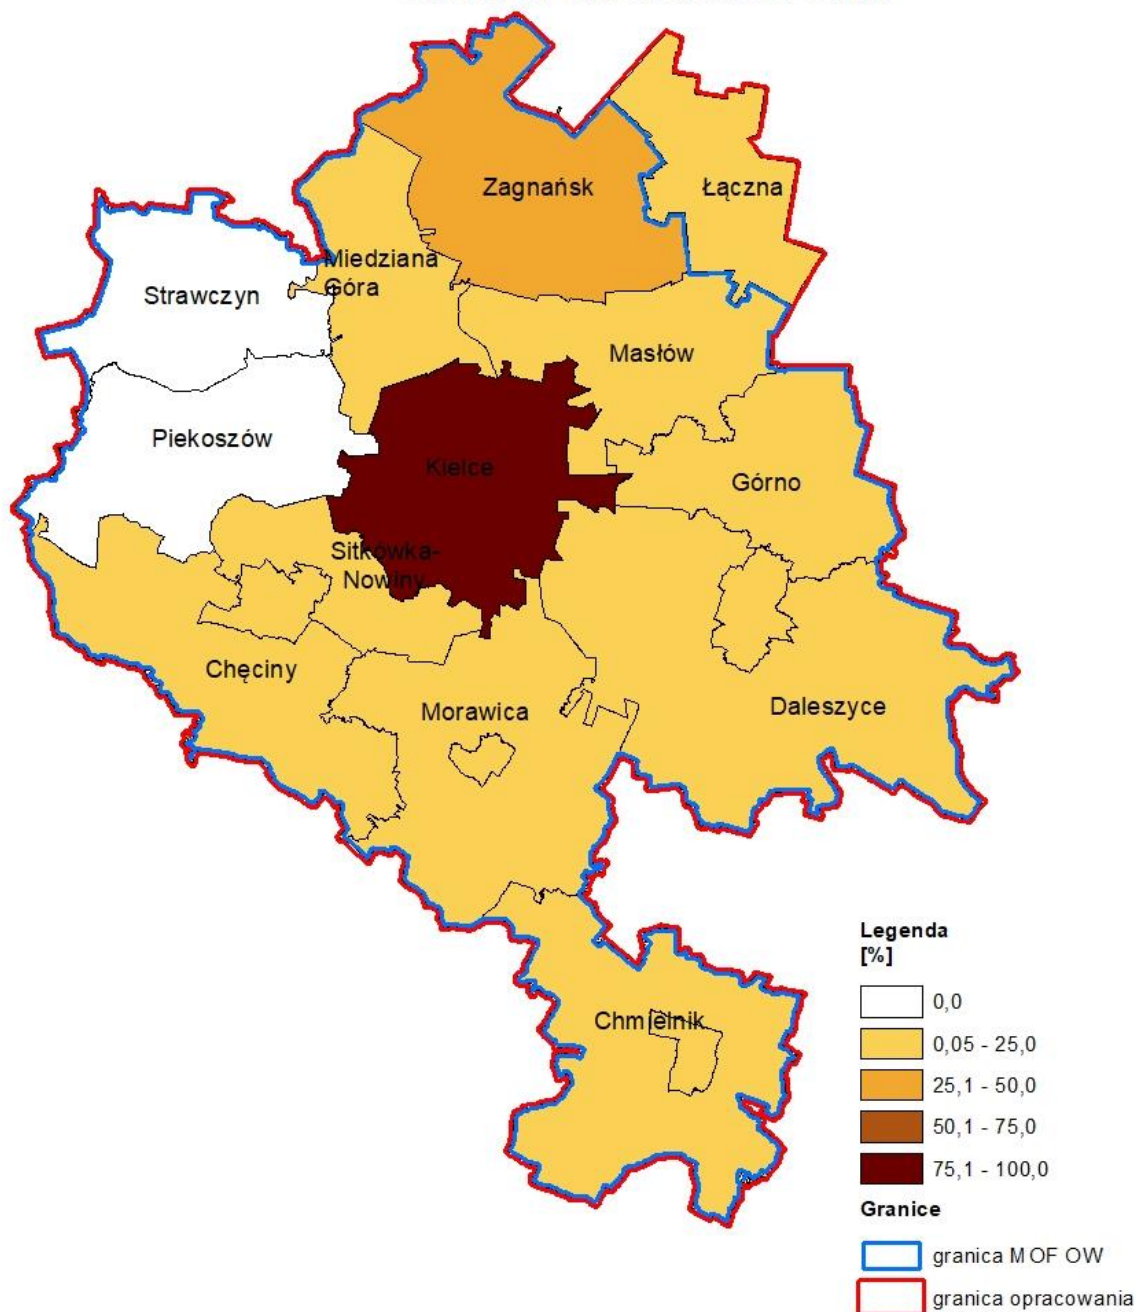 Zagnańsk
Łączna
Miedziana
Góra
Strawczyn
Masłów
Piekoszów
Kielce
Górno
Sitkówka-
Nowiny
Chęciny
Morawica
Daleszyce
Chmielnik
Legenda
[%]
0,0
0,05 - 25,0
25,1 - 50,0
50,1 - 75,0
75,1 - 100,0
Granice
granica MOF OW
granica opracowania